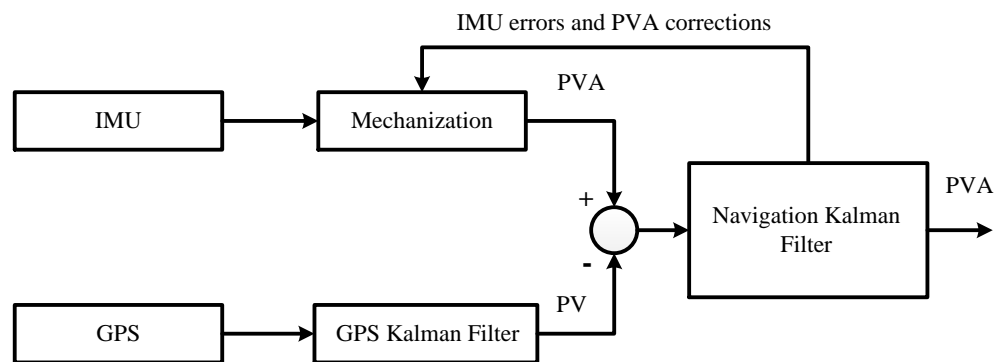 IMU errors and PVA corrections
PVA
IMU
Mechanization
PVA
+
Navigation Kalman
Filter
-
PV
GPS
GPS Kalman Filter